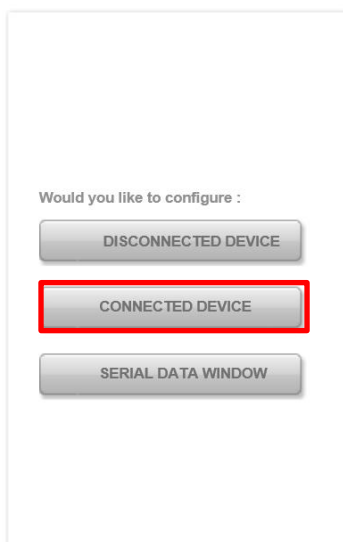 Would you like to configure :
DISCONNECTED DEVICE
CONNECTED DEVICE
SERIAL DATA WINDOW